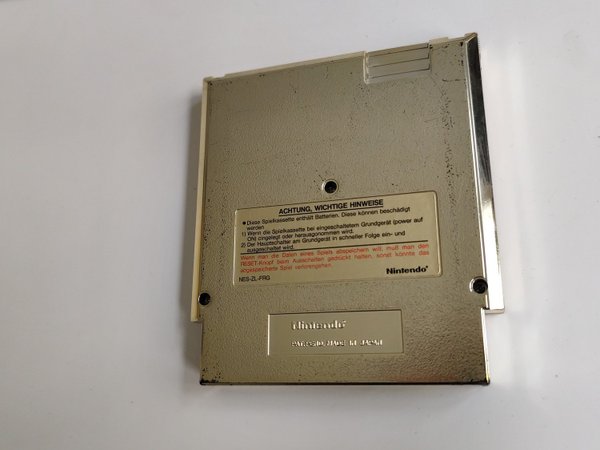 ACHTUNG, WICHTIGE HINWEISE
● Diese Spielkassette enthält Batterien. Diese können beschädigt
werden
1) Wenn die Spielkassette bei eingeschaltetem Grundgerät (power auf
ON) eingelegt oder herausgenommen wird.
2) Der Hauptschalter am Grundgerät in schneller Folge ein- und
ausgeschaltet wird.
Wenn man die Daten eines Spiels abspeichern will, muß man den
RESET-Knopf beim Ausschalten gedrückt halten, sonst könnte das
abgespeicherte Spiel verlorengehen.
Nintendo®
NES-ZL-FRG
Nintendo®
MADE IN JAPAN